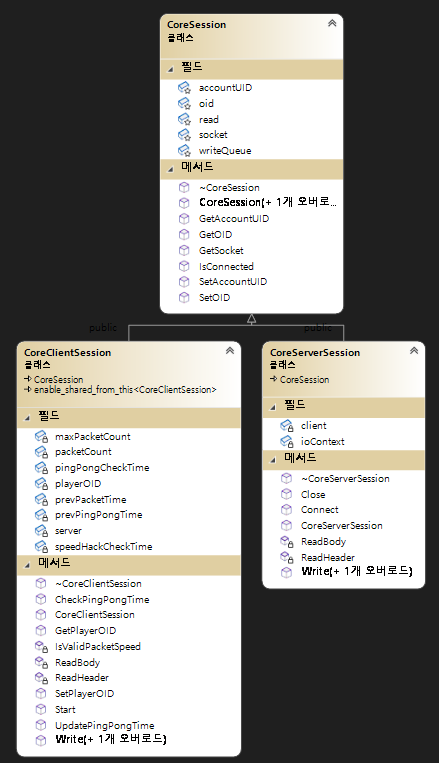 CoreSession
클래스
필드
accountUID
oid
read
socket
writeQueue
메서드
~CoreSession
CoreSession(+ 1개 오버로...
GetAccountUID
GetOID
GetSocket
IsConnected
SetAccountUID
SetOID
public
public
CoreClientSession
클래스
CoreSession
enable_shared_from_this<CoreClientSession>
필드
maxPacketCount
packetCount
pingPongCheckTime
playerOID
prevPacketTime
prevPingPongTime
server
speedHackCheckTime
메서드
~CoreClientSession
CheckPingPongTime
CoreClientSession
GetPlayerOID
IsValidPacketSpeed
ReadBody
ReadHeader
SetPlayerOID
Start
UpdatePingPongTime
Write(+ 1개 오버로드)
CoreServerSession
클래스
CoreSession
필드
client
ioContext
메서드
~CoreServerSession
Close
Connect
CoreServerSession
ReadBody
ReadHeader
Write(+ 1개 오버로드)